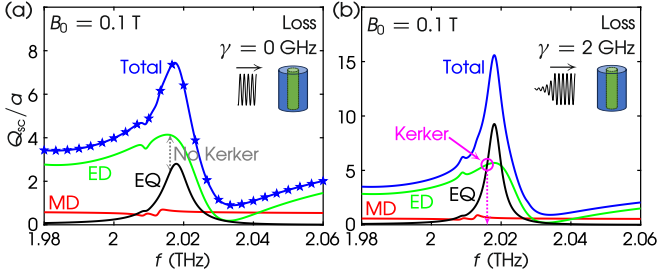 (a)
B₀ = 0.1 T
Loss
γ = 0 GHz
Total
No Kerker
ED
EQ
MD
Q_sc/a
8
6
4
2
0
1.98
2
2.02
2.04
2.06
f (THz)
(b)
B₀ = 0.1 T
Loss
γ = 2 GHz
Total
Kerker
EQ
ED
MD
15
10
5
0
1.98
2
2.02
2.04
2.06
f (THz)